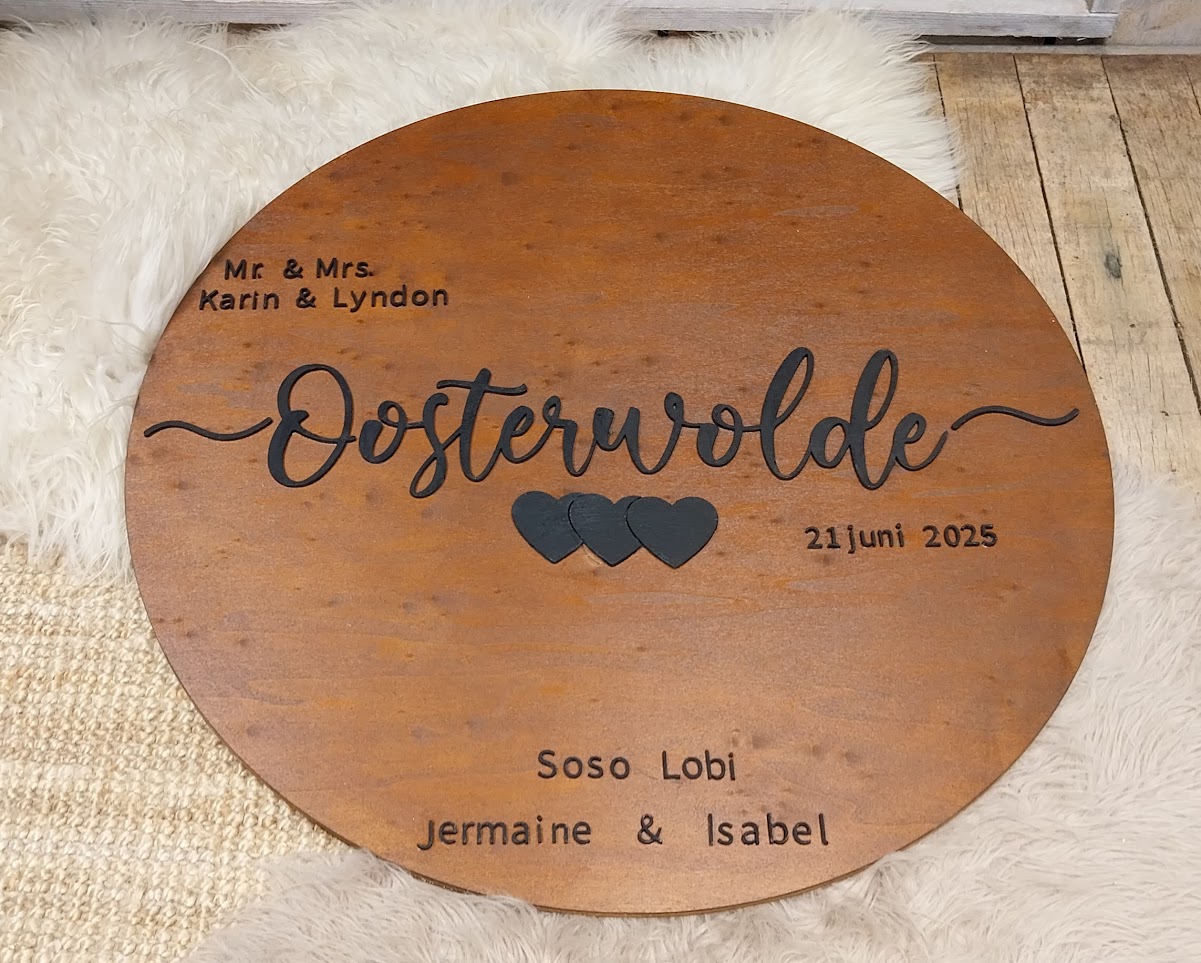 Mr. & Mrs.
Karin & Lyndon
Oosterwolde
21 juni 2025
Soso Lobi
Jermaine & Isabel